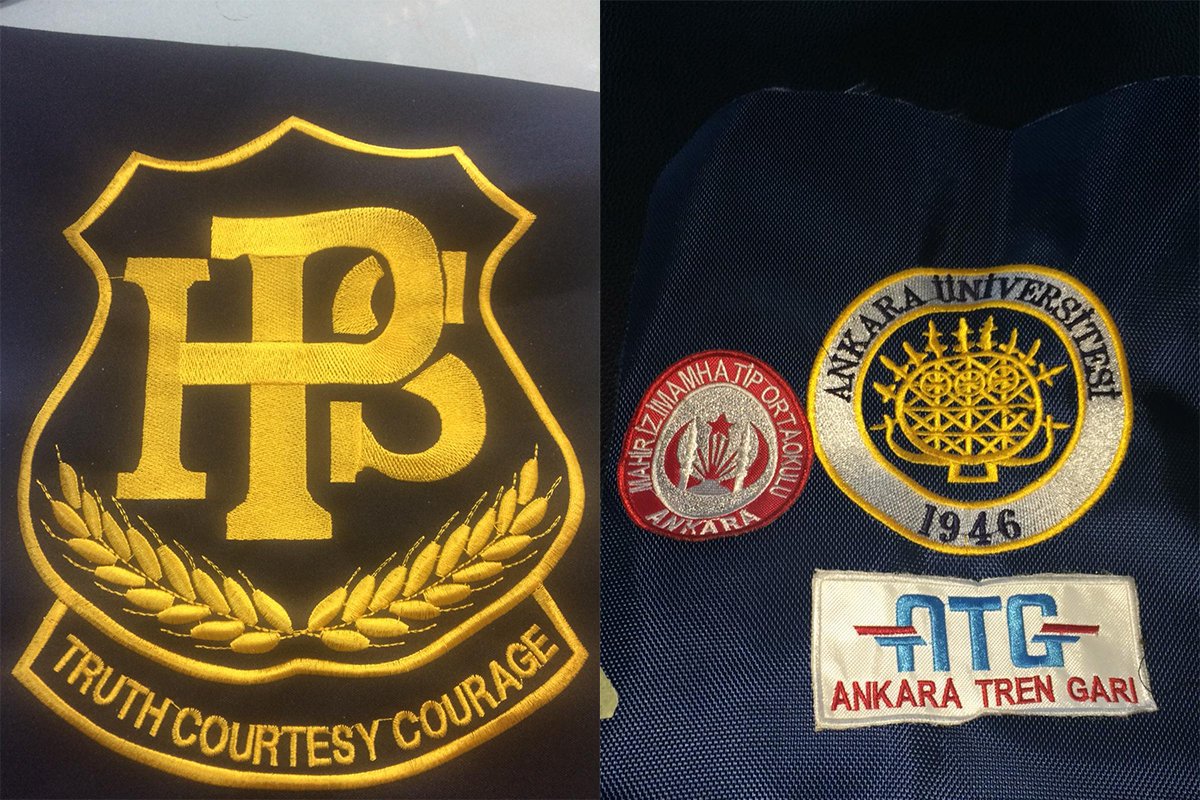 HPS
TRUTH COURTESY COURAGE
MAHİR İZ İMAM HATİP ORTAOKULU
ANKARA
ANKARA ÜNİVERSİTESİ
1946
ATG
ANKARA TREN GARI